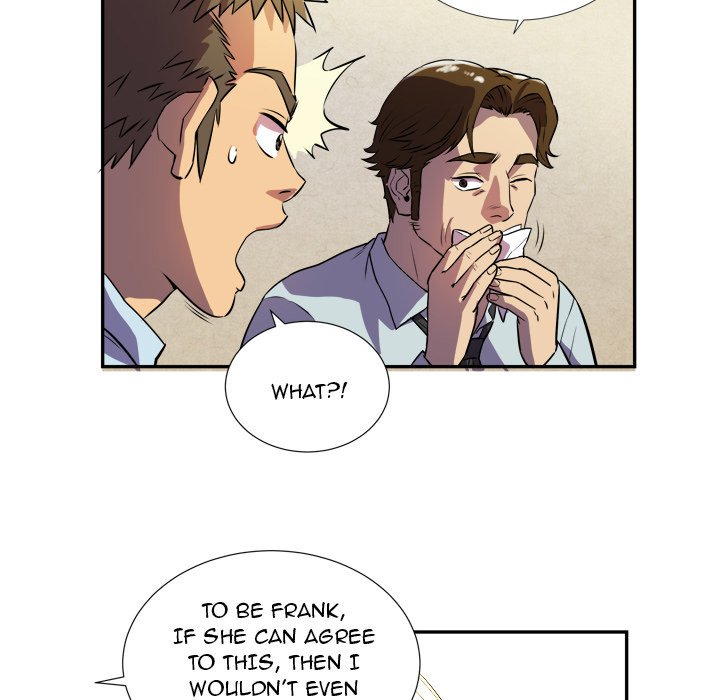 WHAT?!
TO BE FRANK,
IF SHE CAN AGREE
TO THIS, THEN I
WOULDN'T EVEN